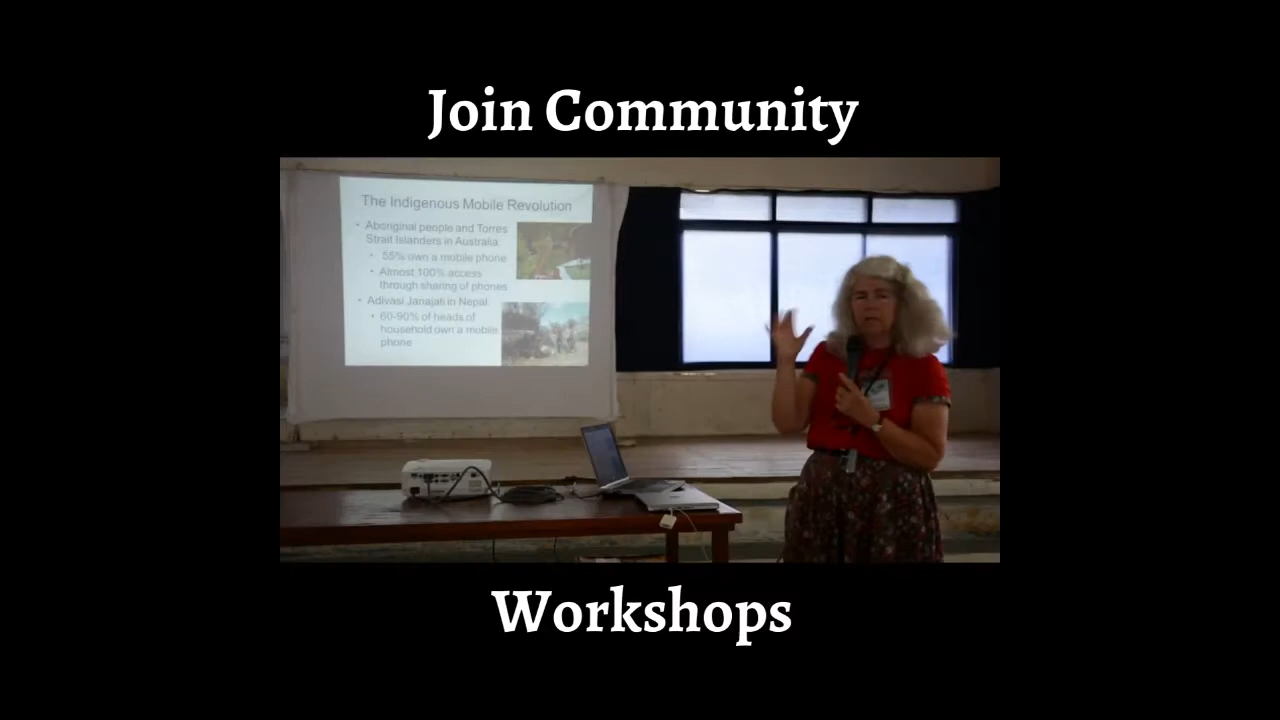 Join Community
The Indigenous Mobile Revolution
• Aboriginal people and Torres
Strait Islanders in Australia:
• 55% own a mobile phone
• Almost 100% access
through sharing of phones
• Adivasi Janajati in Nepal:
• 60-90% of heads of
household own a mobile
phone
Workshops